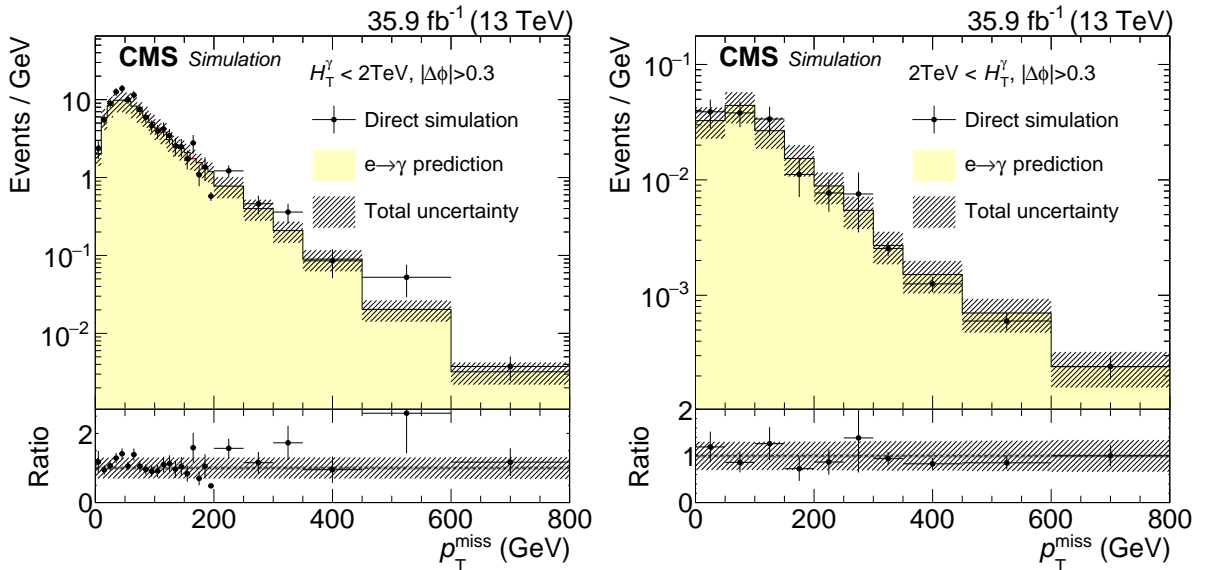 35.9 fb⁻¹ (13 TeV)
CMS Simulation
H_T^γ < 2TeV, |Δϕ|>0.3
Direct simulation
e→γ prediction
Total uncertainty
Events / GeV
10
1
10⁻¹
10⁻²
Ratio
2
1
0
0 200 400 600 800
p_T^miss (GeV)
35.9 fb⁻¹ (13 TeV)
CMS Simulation
2TeV < H_T^γ, |Δϕ|>0.3
Direct simulation
e→γ prediction
Total uncertainty
Events / GeV
10⁻¹
10⁻²
10⁻³
Ratio
2
1
0
0 200 400 600 800
p_T^miss (GeV)